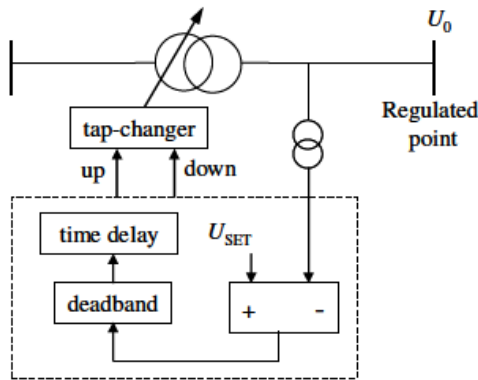 U0
Regulated
point
tap-changer
up
down
time delay
USET
deadband
+ -